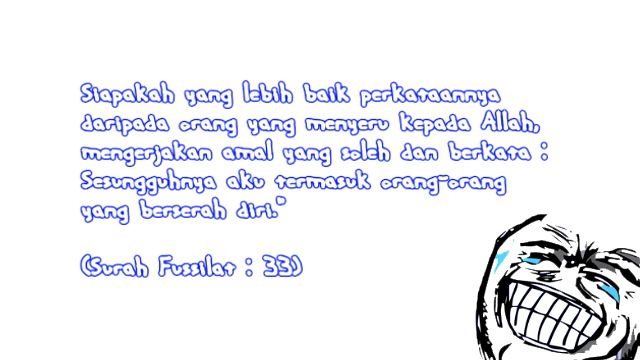 Siapakah yang lebih baik perkataannya
daripada orang yang menyeru kepada Allah,
mengerjakan amal yang soleh dan berkata :
Sesungguhnya aku termasuk orang-orang
yang berserah diri."
(Surah Fussilat : 33)